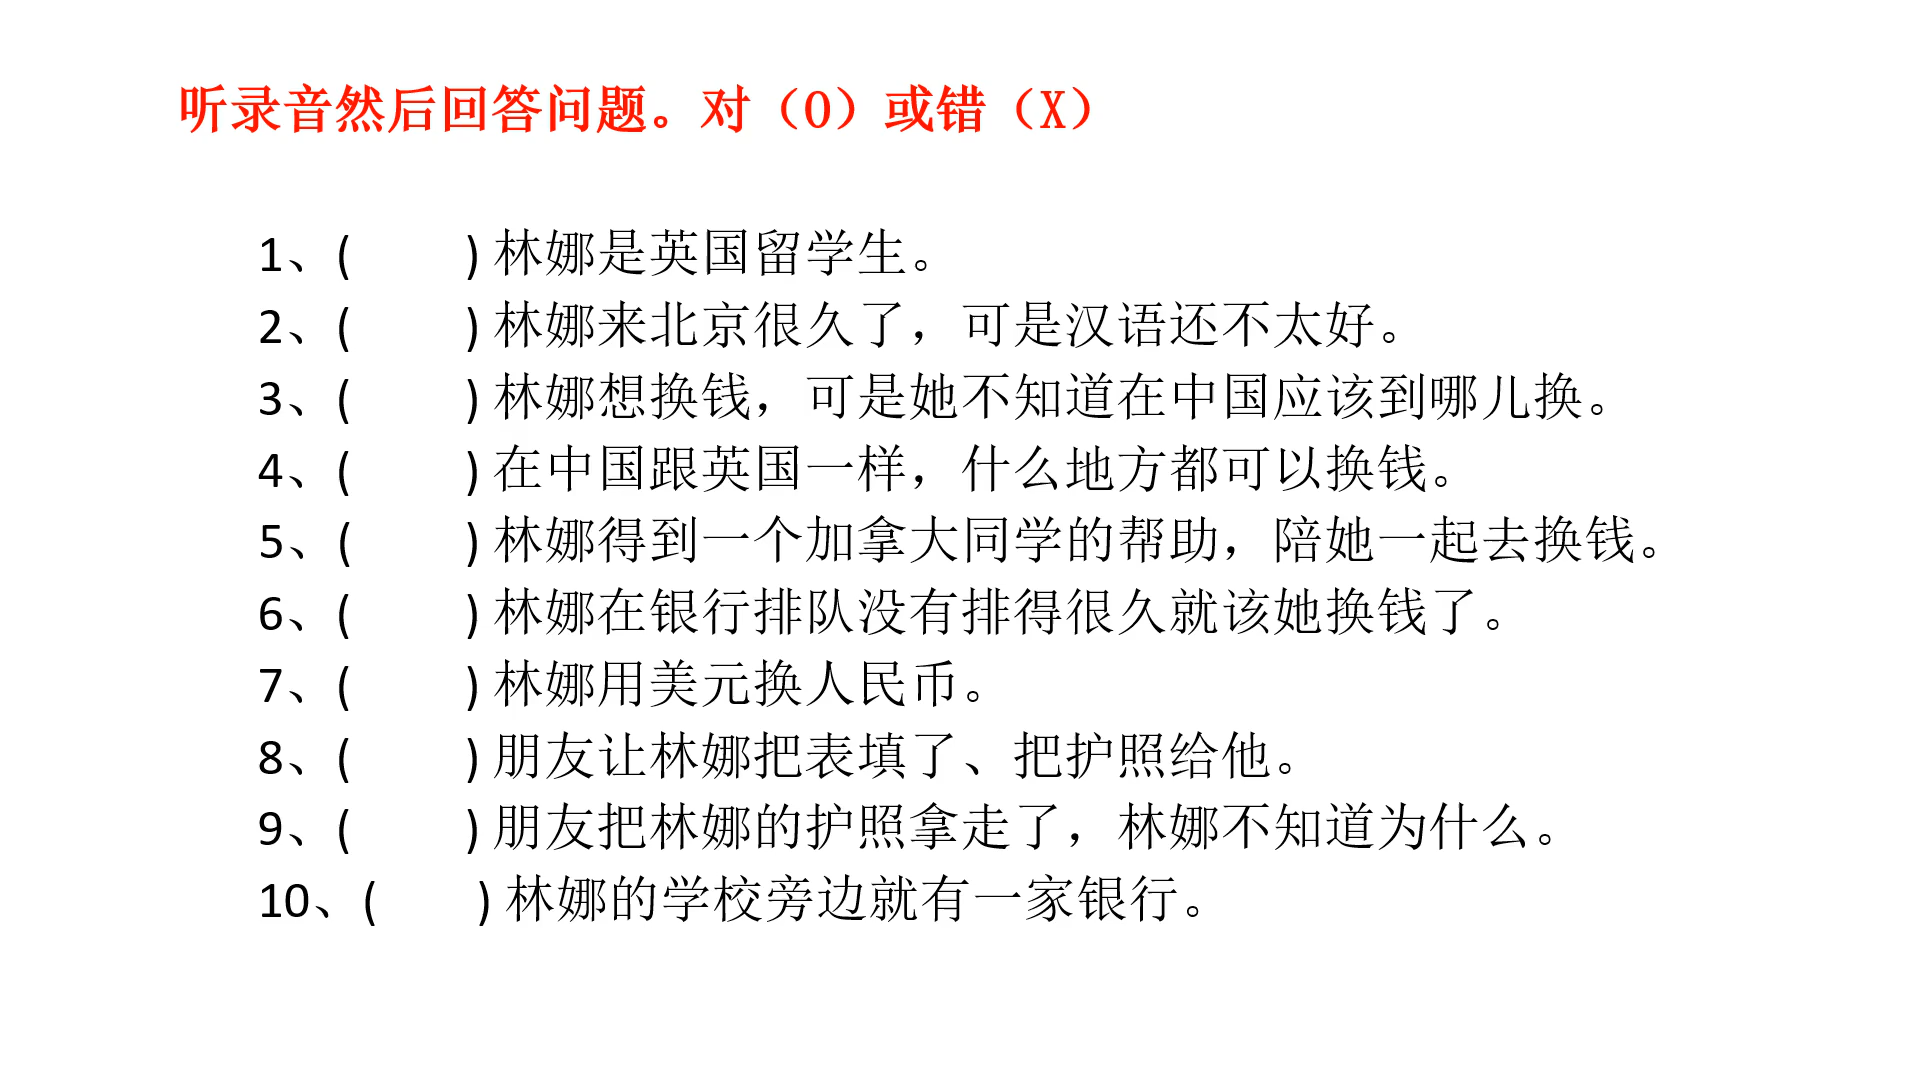 听录音然后回答问题。对（O）或错（X）
1、( ) 林娜是英国留学生。
2、( ) 林娜来北京很久了，可是汉语还不太好。
3、( ) 林娜想换钱，可是她不知道在中国应该到哪儿换。
4、( ) 在中国跟英国一样，什么地方都可以换钱。
5、( ) 林娜得到一个加拿大同学的帮助，陪她一起去换钱。
6、( ) 林娜在银行排队没有排得很久就该她换钱了。
7、( ) 林娜用美元换人民币。
8、( ) 朋友让林娜把表填了、把护照给他。
9、( ) 朋友把林娜的护照拿走了，林娜不知道为什么。
10、( ) 林娜的学校旁边就有一家银行。